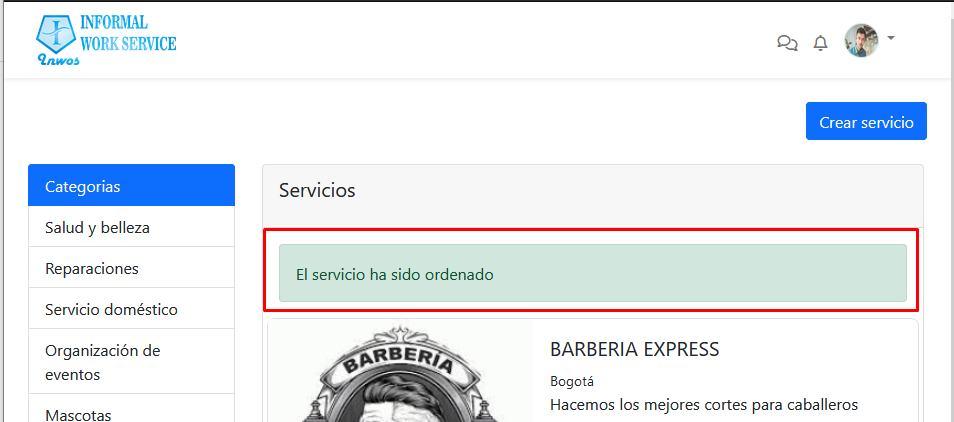 INFORMAL
WORK SERVICE
Inwos
Crear servicio
Categorias
Salud y belleza
Reparaciones
Servicio doméstico
Organización de
eventos
Mascotas
Servicios
El servicio ha sido ordenado
BARBERIA
BARBERIA EXPRESS
Bogotá
Hacemos los mejores cortes para caballeros